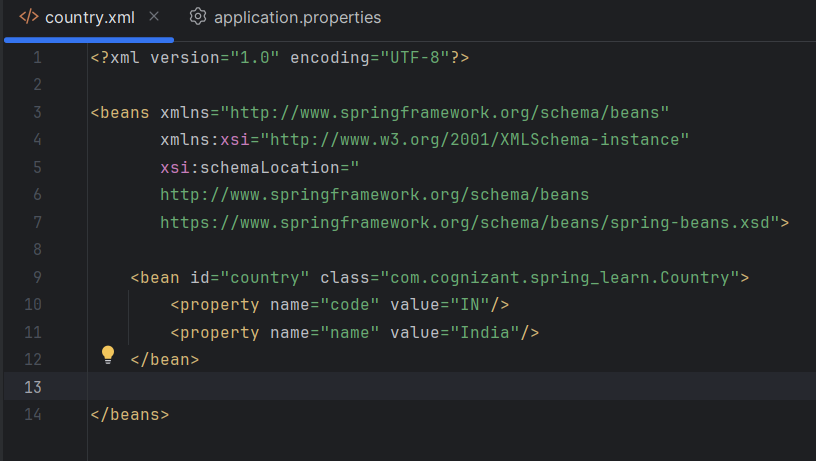 </> country.xml × application.properties
1 <?xml version="1.0" encoding="UTF-8"?>
2
3 <beans xmlns="http://www.springframework.org/schema/beans"
4 xmlns:xsi="http://www.w3.org/2001/XMLSchema-instance"
5 xsi:schemaLocation="
6 http://www.springframework.org/schema/beans
7 https://www.springframework.org/schema/beans/spring-beans.xsd">
8
9 <bean id="country" class="com.cognizant.spring_learn.Country">
10 <property name="code" value="IN"/>
11 <property name="name" value="India"/>
12 </bean>
13
14 </beans>